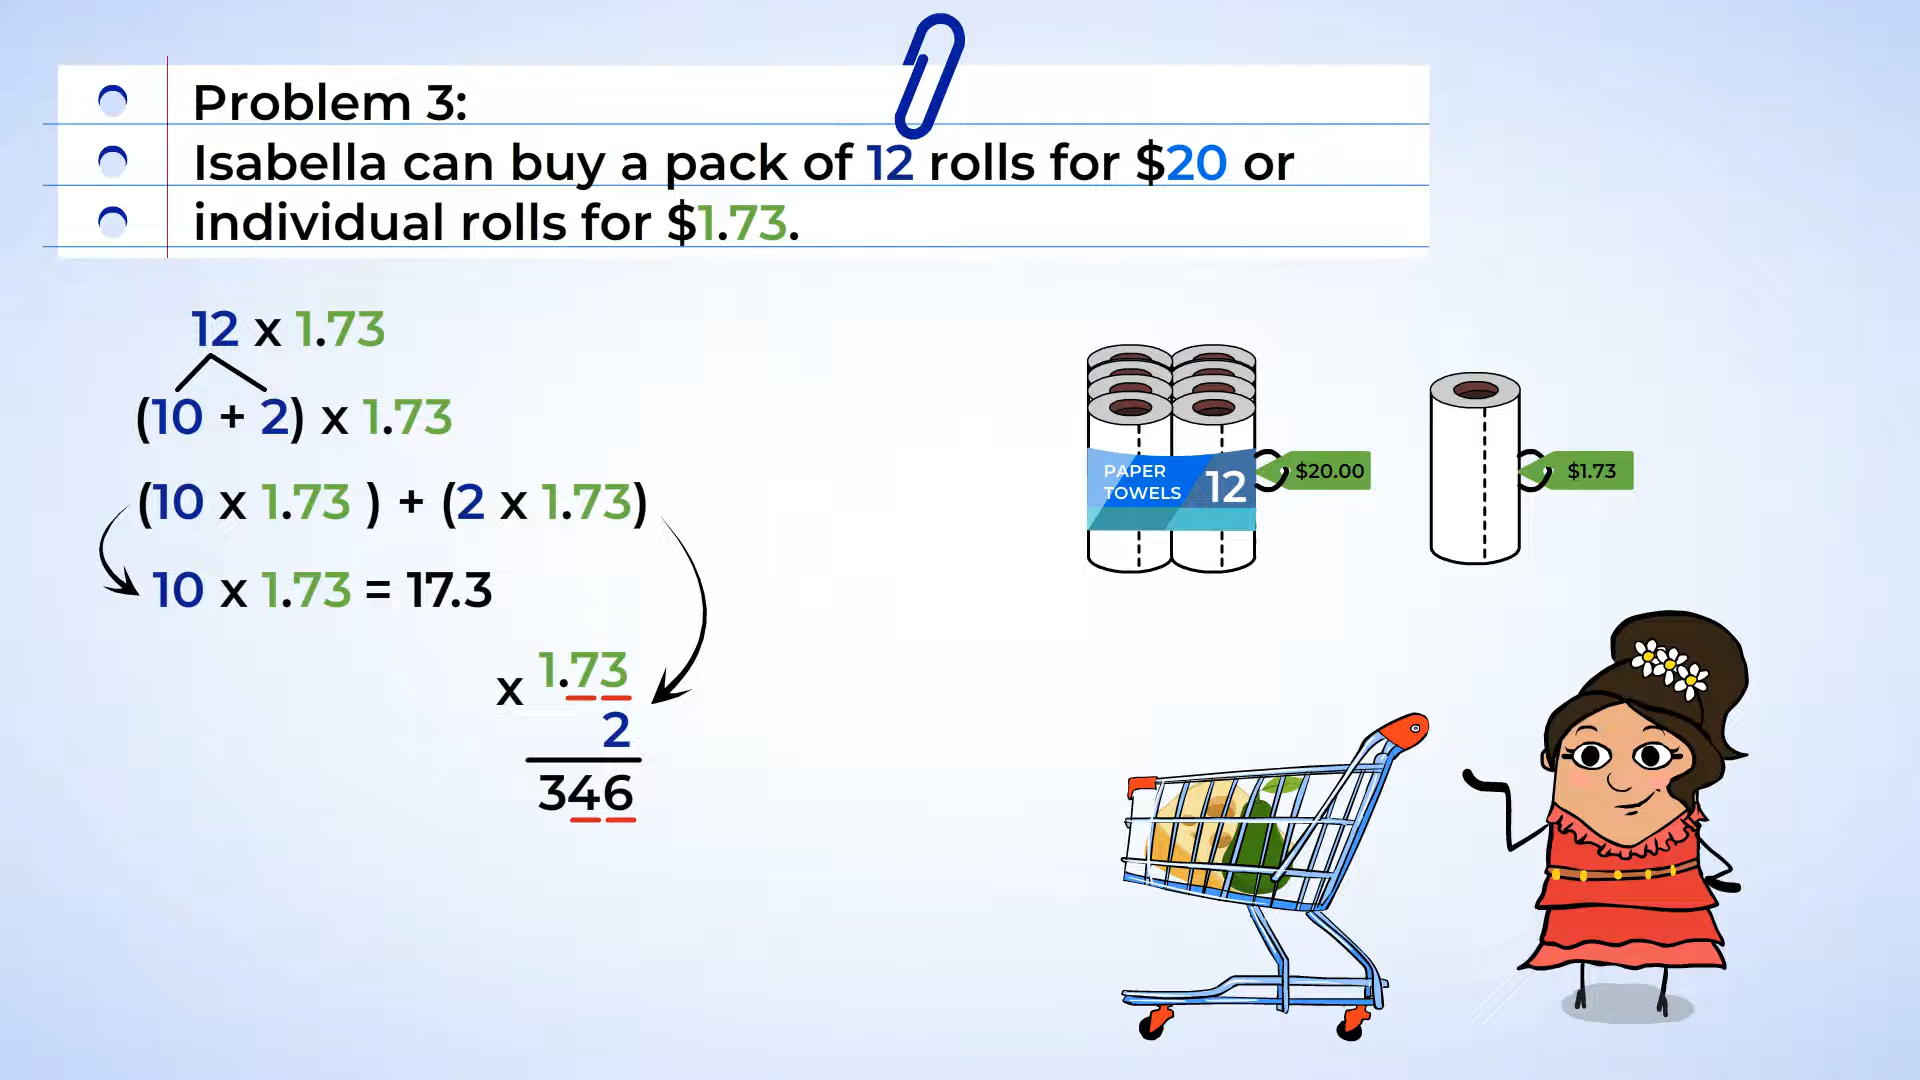 Problem 3:
Isabella can buy a pack of 12 rolls for $20 or
individual rolls for $1.73.
12 x 1.73
(10 + 2) x 1.73
(10 x 1.73 ) + (2 x 1.73)
10 x 1.73 = 17.3
x 1.73
2
346
PAPER
TOWELS
12
$20.00
$1.73